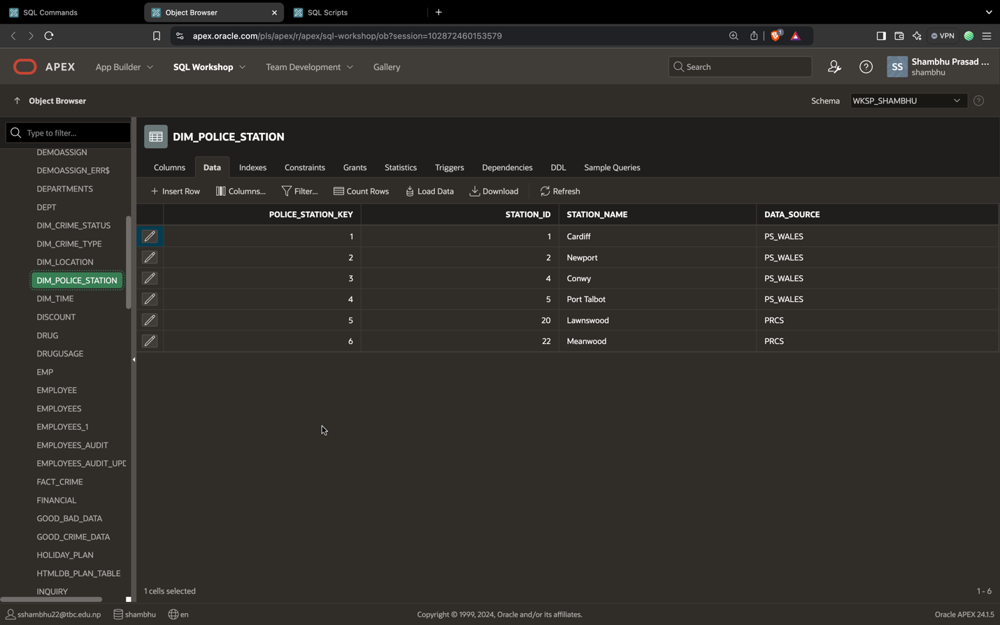 SQL Commands
Object Browser
SQL Scripts
apex.oracle.com/pls/apex/r/apex/sql-workshop/ob?session=102872460153579
1
VPN
APEX
App Builder
SQL Workshop
Team Development
Gallery
Search
SS
Shambhu Prasad ...
shambhu
Object Browser
Schema
WKSP_SHAMBHU
Type to filter...
DEMOASSIGN
DEMOASSIGN_ERR$
DEPARTMENTS
DEPT
DIM_CRIME_STATUS
DIM_CRIME_TYPE
DIM_LOCATION
DIM_POLICE_STATION
DIM_TIME
DISCOUNT
DRUG
DRUGUSAGE
EMP
EMPLOYEE
EMPLOYEES
EMPLOYEES_1
EMPLOYEES_AUDIT
EMPLOYEES_AUDIT_UPD
FACT_CRIME
FINANCIAL
GOOD_BAD_DATA
GOOD_CRIME_DATA
HOLIDAY_PLAN
HTMLDB_PLAN_TABLE
INQUIRY
DIM_POLICE_STATION
Columns Data Indexes Constraints Grants Statistics Triggers Dependencies DDL Sample Queries
Insert Row Columns... Filter... Count Rows Load Data Download Refresh
POLICE_STATION_KEY STATION_ID STATION_NAME DATA_SOURCE
1 1 Cardiff PS_WALES
2 2 Newport PS_WALES
3 4 Conwy PS_WALES
4 5 Port Talbot PS_WALES
5 20 Lawnswood PRCS
6 22 Meanwood PRCS
1 cells selected
1 - 6
sshambhu22@tbc.edu.np shambhu en
Copyright © 1999, 2024, Oracle and/or its affiliates.
Oracle APEX 24.1.5